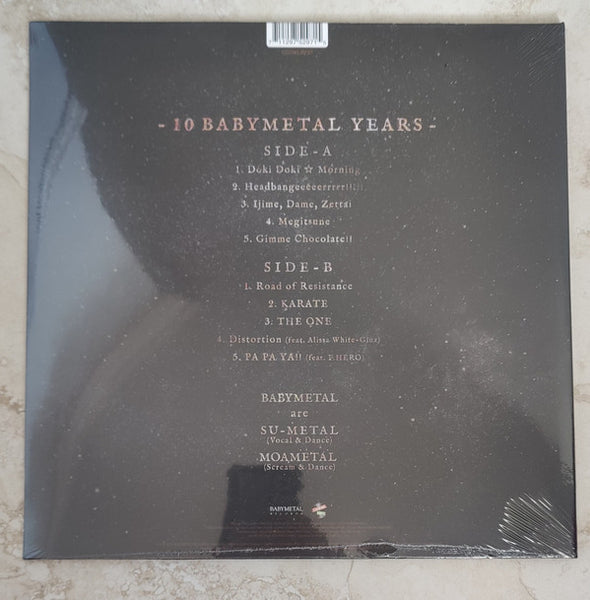 - 10 BABYMETAL YEARS -
SIDE - A
1. Doki Doki ☆ Morning
2. Headbangeeeeerrrrr!!!!!
3. Ijime, Dame, Zettai
4. Megitsune
5. Gimme Chocolate!!
SIDE - B
1. Road of Resistance
2. KARATE
3. THE ONE
4. Distortion (feat. Alissa White-Gluz)
5. PA PA YA!! (feat. F.HERO)
BABYMETAL
are
SU-METAL
(Vocal & Dance)
MOAMETAL
(Scream & Dance)
BABYMETAL
RECORDS